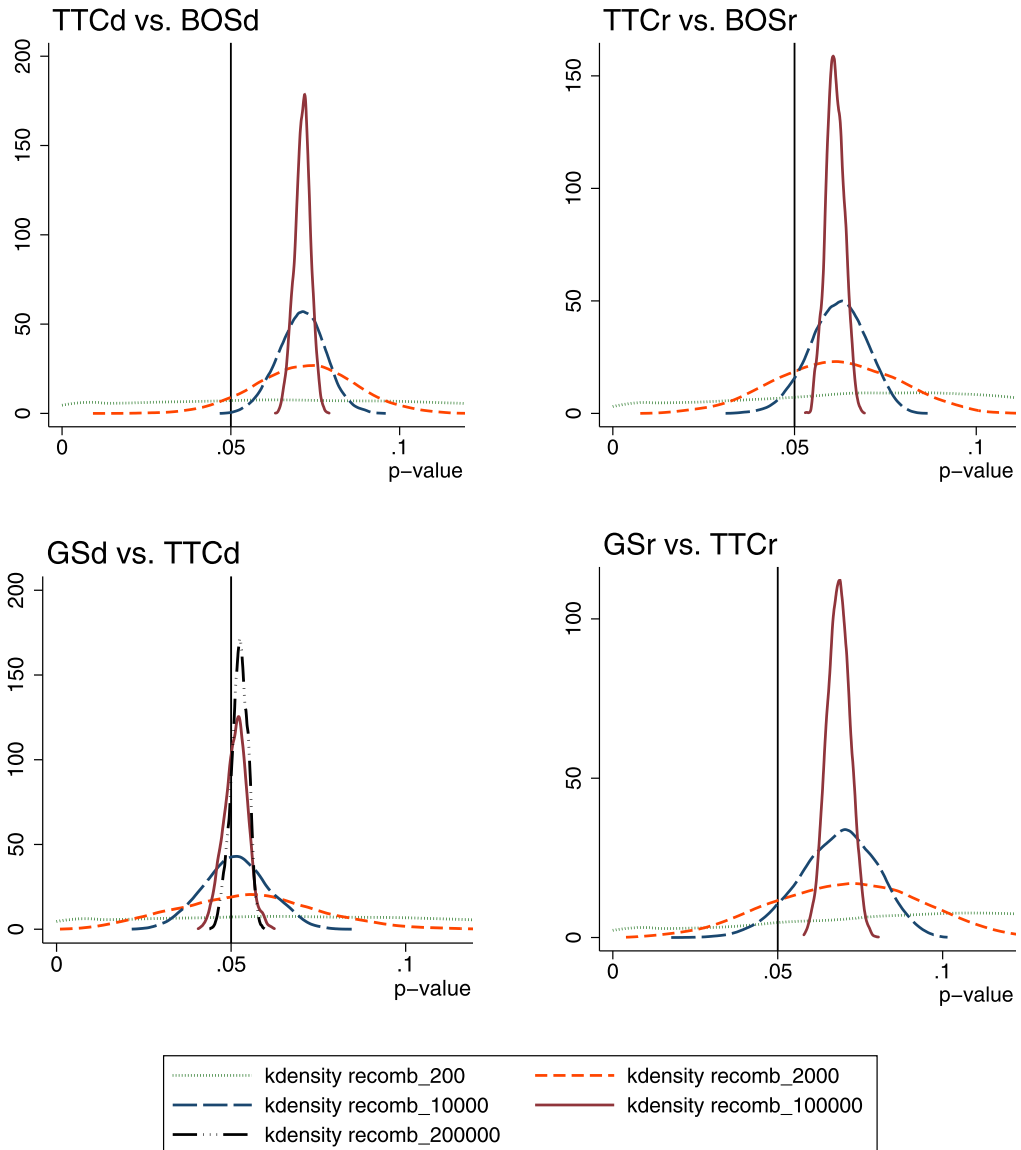 TTCd vs. BOSd
200
150
100
50
0
0 .05 .1
p-value
TTCr vs. BOSr
150
100
50
0
0 .05 .1
p-value
GSd vs. TTCd
200
150
100
50
0
0 .05 .1
p-value
GSr vs. TTCr
100
50
0
0 .05 .1
p-value
kdensity recomb_200 kdensity recomb_2000
kdensity recomb_10000 kdensity recomb_100000
kdensity recomb_200000